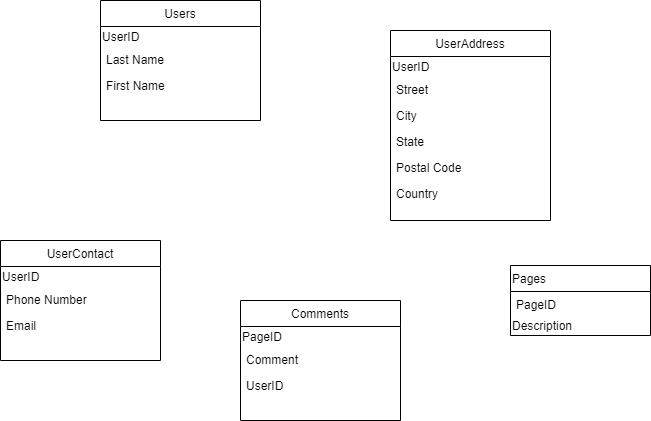 Users
UserID
Last Name
First Name
UserAddress
UserID
Street
City
State
Postal Code
Country
UserContact
UserID
Phone Number
Email
Comments
PageID
Comment
UserID
Pages
PageID
Description